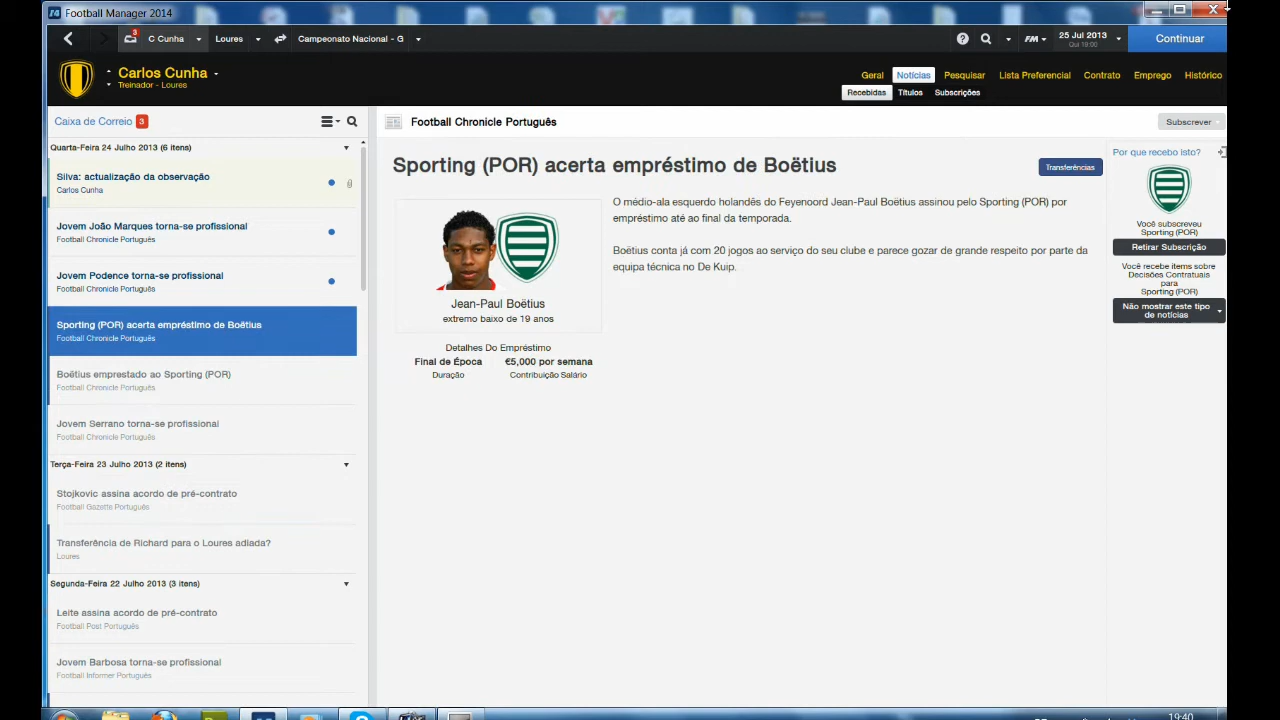 Football Manager 2014
3
C Cunha
Loures
Campeonato Nacional - G
FM
25 Jul 2013
Qui 19:00
Continuar
Carlos Cunha
Treinador - Loures
Geral
Notícias
Pesquisar
Lista Preferencial
Contrato
Emprego
Histórico
Recebidas
Títulos
Subscrições
Caixa de Correio 3
Quarta-Feira 24 Julho 2013 (6 itens)
Silva: actualização da observação
Carlos Cunha
Jovem João Marques torna-se profissional
Football Chronicle Português
Jovem Podence torna-se profissional
Football Chronicle Português
Sporting (POR) acerta empréstimo de Boëtius
Football Chronicle Português
Boëtius emprestado ao Sporting (POR)
Football Chronicle Português
Jovem Serrano torna-se profissional
Football Chronicle Português
Terça-Feira 23 Julho 2013 (2 itens)
Stojkovic assina acordo de pré-contrato
Football Gazette Português
Transferência de Richard para o Loures adiada?
Loures
Segunda-Feira 22 Julho 2013 (3 itens)
Leite assina acordo de pré-contrato
Football Post Português
Jovem Barbosa torna-se profissional
Football Informer Português
Football Chronicle Português
Subscrever
Sporting (POR) acerta empréstimo de Boëtius
Transferências
O médio-ala esquerdo holandês do Feyenoord Jean-Paul Boëtius assinou pelo Sporting (POR) por
empréstimo até ao final da temporada.
Boëtius conta já com 20 jogos ao serviço do seu clube e parece gozar de grande respeito por parte da
equipa técnica no De Kuip.
Jean-Paul Boëtius
extremo baixo de 19 anos
Detalhes Do Empréstimo
Final de Época
Duração
€5,000 por semana
Contribuição Salário
Por que recebo isto?
Você subscreveu
Sporting (POR)
Retirar Subscrição
Você recebe items sobre
Decisões Contratuais
para
Sporting (POR)
Não mostrar este tipo
de notícias
19:40